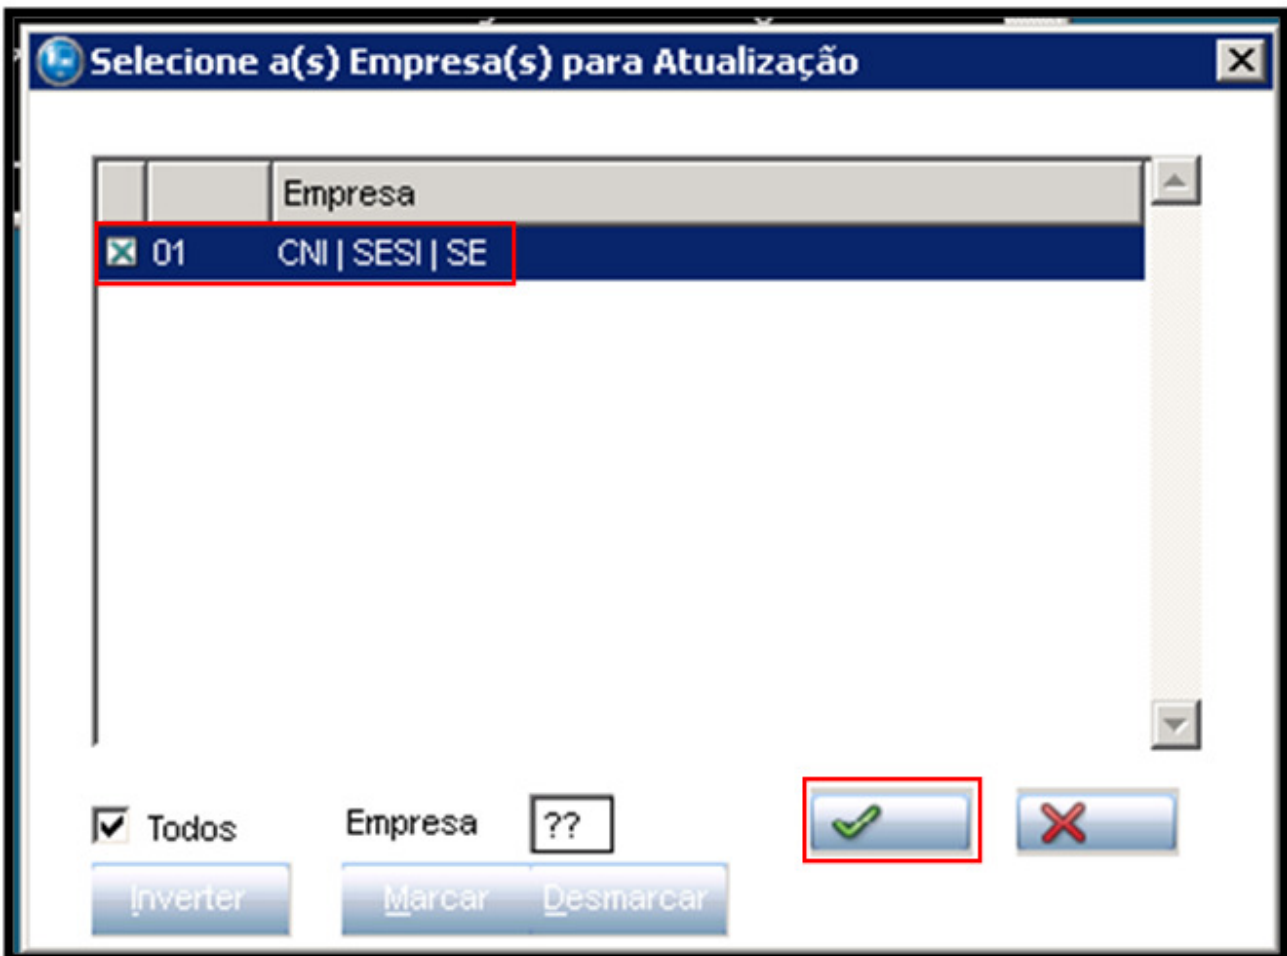 Selecione a(s) Empresa(s) para Atualização
Empresa
01 CNI | SESI | SE
Todos Empresa ??
Inverter Marcar Desmarcar